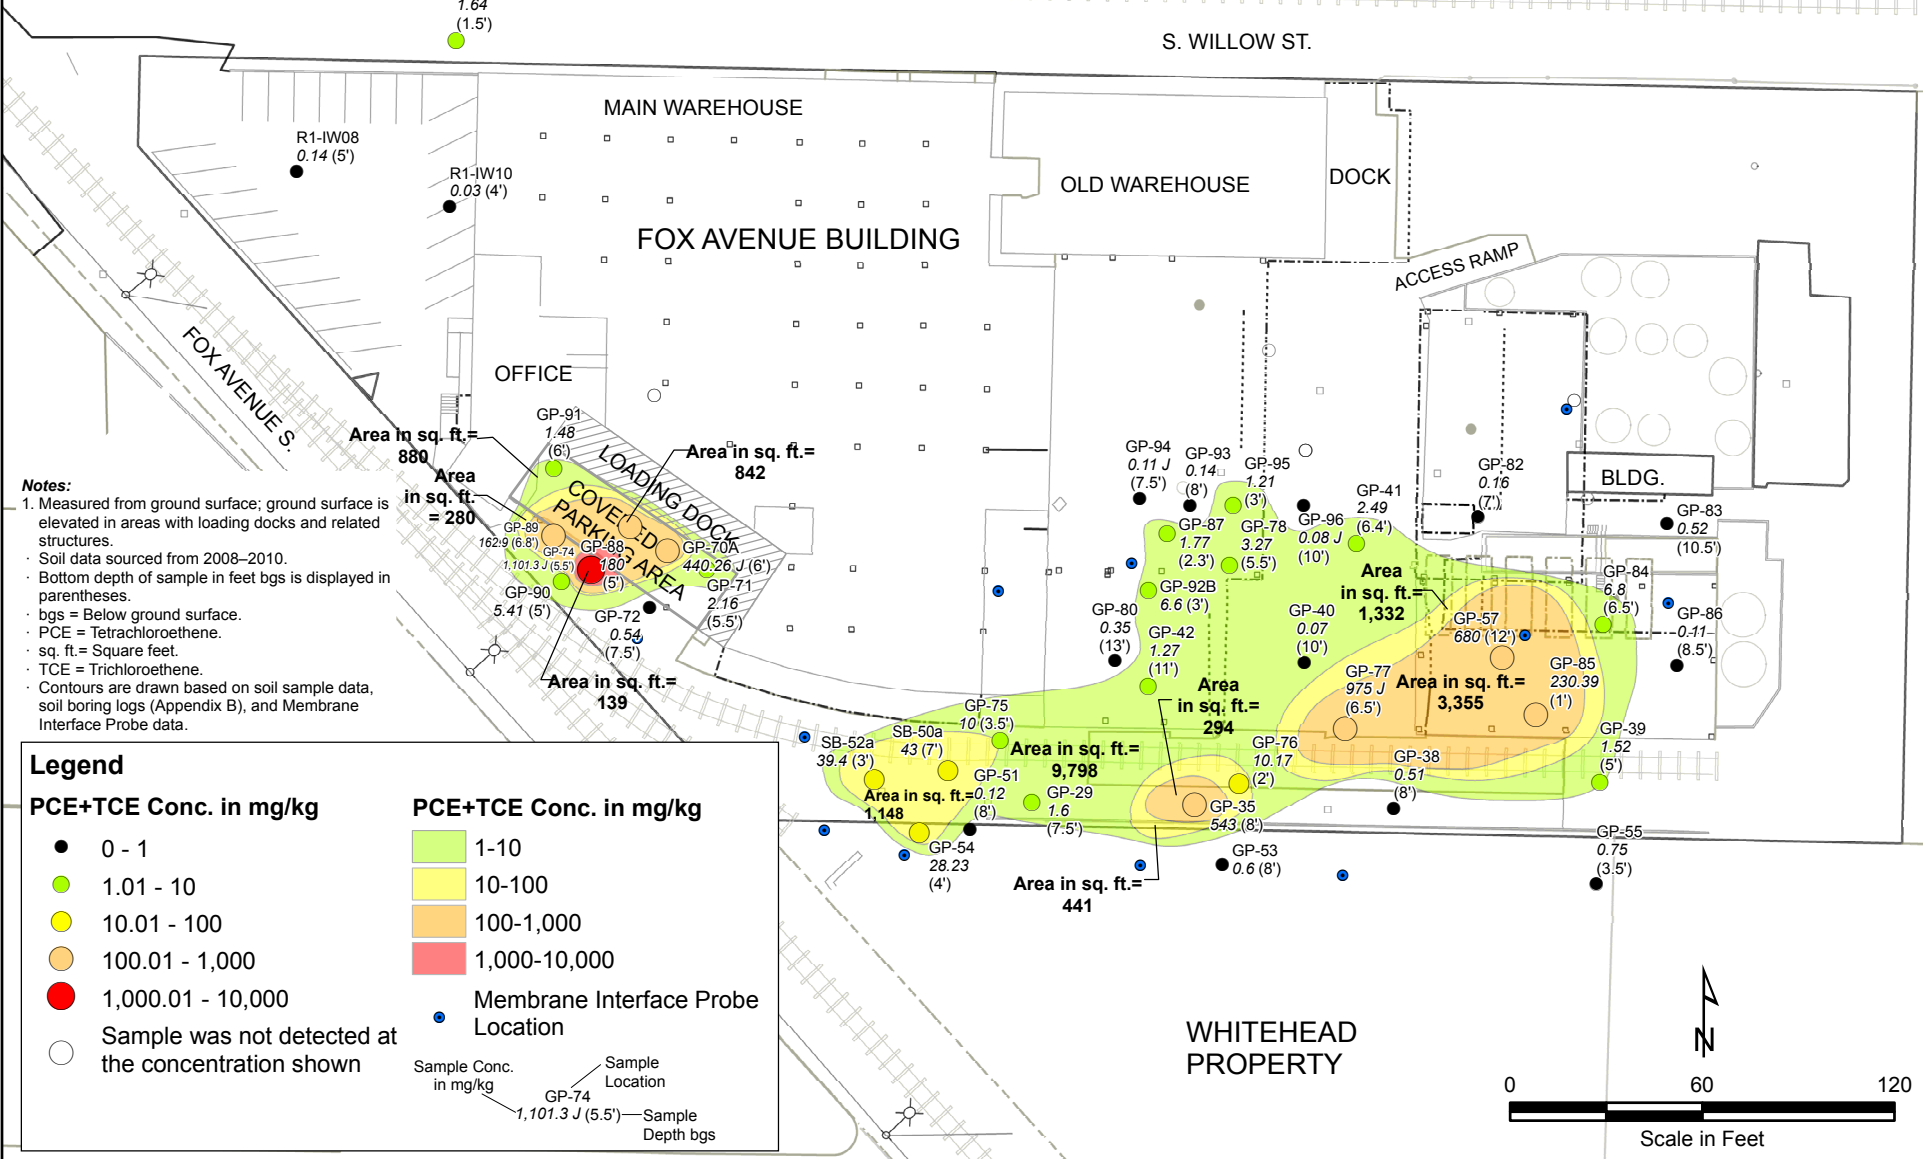 1.64
(1.5')
S. WILLOW ST.
MAIN WAREHOUSE
R1-IW08
0.14 (5')
R1-IW10
0.03 (4')
OLD WAREHOUSE
DOCK
FOX AVENUE BUILDING
ACCESS RAMP
FOX AVENUE S.
OFFICE
GP-91
1.48
(6')
Area in sq. ft.=
880
Area
in sq. ft.
= 280
Area in sq. ft.=
842
LOADING DOCK
COVERED
PARKING AREA
GP-89
162.9 (6.8')
GP-74
1,101.3 J (5.5')
GP-88
180
(5')
GP-70A
440.26 J (6')
GP-71
2.16
(5.5')
GP-90
5.41 (5')
GP-72
0.54
(7.5')
Area in sq. ft.=
139
GP-94
0.11 J
(7.5')
GP-93
0.14
(8')
GP-95
1.21
(3')
GP-87
1.77
(2.3')
GP-78
3.27
(5.5')
GP-96
0.08 J
(10')
GP-41
2.49
(6.4')
GP-82
0.16
(7')
BLDG.
GP-83
0.52
(10.5')
GP-84
6.8
(6.5')
GP-86
0.11
(8.5')
GP-92B
6.6 (3')
GP-80
0.35
(13')
GP-42
1.27
(11')
GP-40
0.07
(10')
Area
in sq. ft.=
1,332
GP-57
680 (12')
GP-77
975 J
(6.5')
Area in sq. ft.=
3,355
GP-85
230.39
(1')
Area
in sq. ft.=
294
GP-75
10 (3.5')
SB-50a
43 (7')
SB-52a
39.4 (3')
Area in sq. ft.=
1,148
GP-51
0.12
(8')
Area in sq. ft.=
9,798
GP-29
1.6
(7.5')
GP-76
10.17
(2')
GP-35
543 (8')
GP-38
0.51
(8')
GP-39
1.52
(5')
GP-54
28.23
(4')
GP-53
0.6 (8')
GP-55
0.75
(3.5')
Area in sq. ft.=
441
Notes:
1. Measured from ground surface; ground surface is
elevated in areas with loading docks and related
structures.
· Soil data sourced from 2008–2010.
· Bottom depth of sample in feet bgs is displayed in
parentheses.
· bgs = Below ground surface.
· PCE = Tetrachloroethene.
· sq. ft.= Square feet.
· TCE = Trichloroethene.
· Contours are drawn based on soil sample data,
soil boring logs (Appendix B), and Membrane
Interface Probe data.
Legend
PCE+TCE Conc. in mg/kg
0 - 1
1.01 - 10
10.01 - 100
100.01 - 1,000
1,000.01 - 10,000
Sample was not detected at
the concentration shown
PCE+TCE Conc. in mg/kg
1-10
10-100
100-1,000
1,000-10,000
Membrane Interface Probe
Location
Sample Conc.
in mg/kg
Sample
Location
GP-74
1,101.3 J (5.5')
Sample
Depth bgs
WHITEHEAD
PROPERTY
N
0 60 120
Scale in Feet